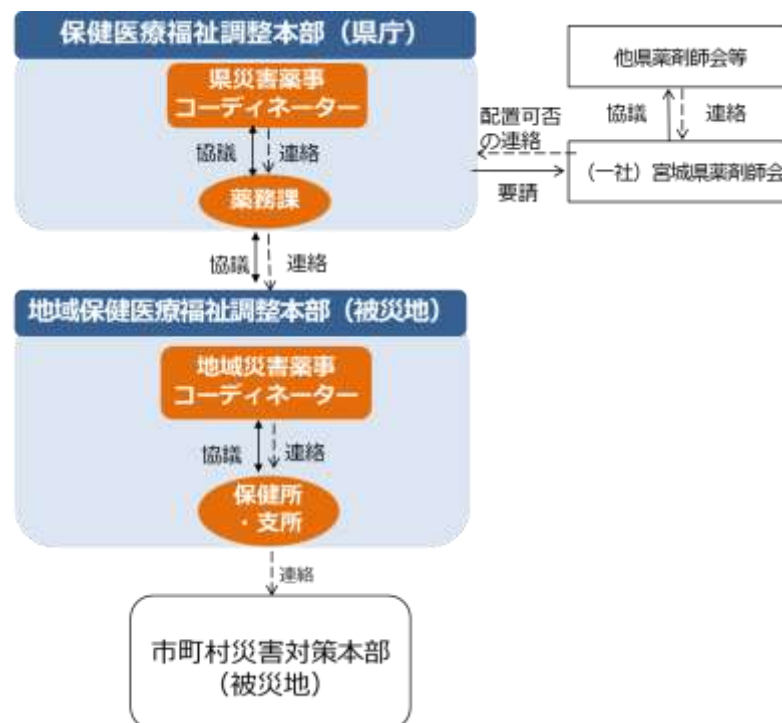 保健医療福祉調整本部（県庁）
県災害薬事
コーディネーター
協議
連絡
薬務課
他県薬剤師会等
協議
連絡
配置可否
の連絡
（一社）宮城県薬剤師会
要請
協議
連絡
地域保健医療福祉調整本部（被災地）
地域災害薬事
コーディネーター
協議
連絡
保健所
・支所
連絡
市町村災害対策本部
（被災地）